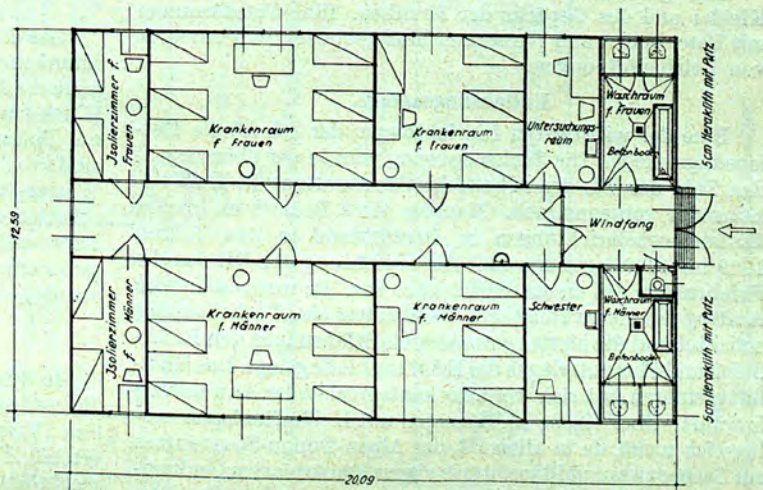 Isolierzimmer f.
Frauen
Krankenraum
f. Frauen
Krankenraum
f. Frauen
Untersuchungs-
raum
Waschraum
f. Frauen
Betonboden
5cm Heraklith mit Putz
12,59
Windfang
Isolierzimmer
f. Männer
Krankenraum
f. Männer
Krankenraum
f. Männer
Schwester
Waschraum
f. Männer
Betonboden
5cm Heraklith mit Putz
20,09